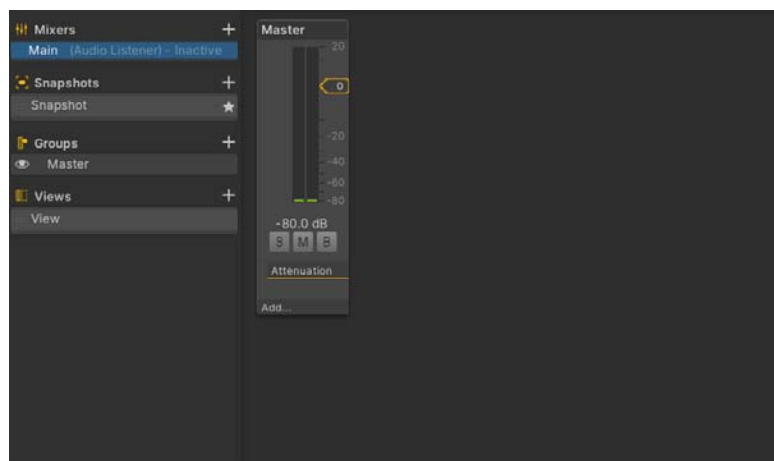 Mixers
Main (Audio Listener) - Inactive
Snapshots
Snapshot
Groups
Master
Views
View
Master
20
0
-20
-40
-60
-80
-80.0 dB
S M B
Attenuation
Add...